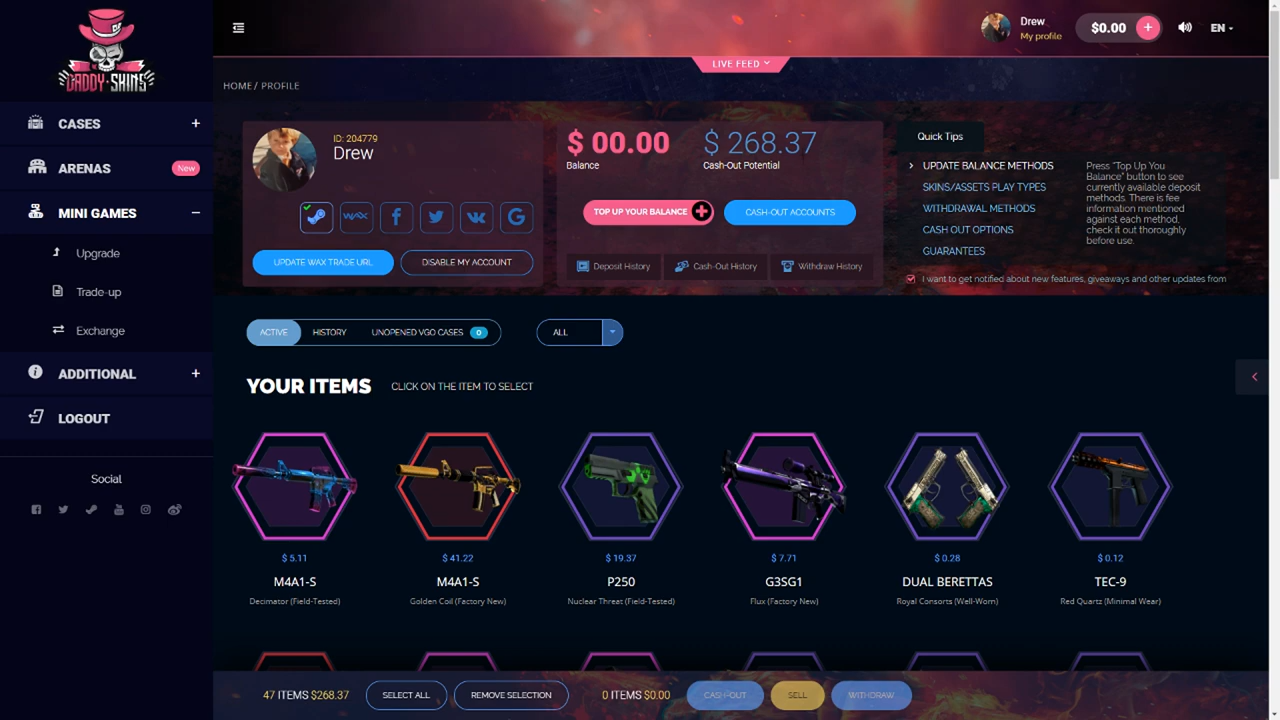 DADDY SKINS
CASES
+
ARENAS
New
MINI GAMES
−
Upgrade
Trade-up
Exchange
ADDITIONAL
+
LOGOUT
Social
Drew
My profile
$0.00
+
EN
LIVE FEED
HOME / PROFILE
ID: 204779
Drew
WAX
UPDATE WAX TRADE URL
DISABLE MY ACCOUNT
$ 00.00
Balance
$ 268.37
Cash-Out Potential
TOP UP YOUR BALANCE
CASH-OUT ACCOUNTS
Deposit History
Cash-Out History
Withdraw History
Quick Tips
UPDATE BALANCE METHODS
SKINS/ASSETS PLAY TYPES
WITHDRAWAL METHODS
CASH OUT OPTIONS
GUARANTEES
Press "Top Up You
Balance" button to see
currently available deposit
methods. There is fee
information mentioned
against each method,
check it out thoroughly
before use.
I want to get notified about new features, giveaways and other updates from
ACTIVE
HISTORY
UNOPENED VGO CASES 0
ALL
YOUR ITEMS
CLICK ON THE ITEM TO SELECT
$ 5.11
M4A1-S
Decimator (Field-Tested)
$ 41.22
M4A1-S
Golden Coil (Factory New)
$ 19.37
P250
Nuclear Threat (Field-Tested)
$ 7.71
G3SG1
Flux (Factory New)
$ 0.28
DUAL BERETTAS
Royal Consorts (Well-Worn)
$ 0.12
TEC-9
Red Quartz (Minimal Wear)
47 ITEMS $268.37
SELECT ALL
REMOVE SELECTION
0 ITEMS $0.00
CASH-OUT
SELL
WITHDRAW